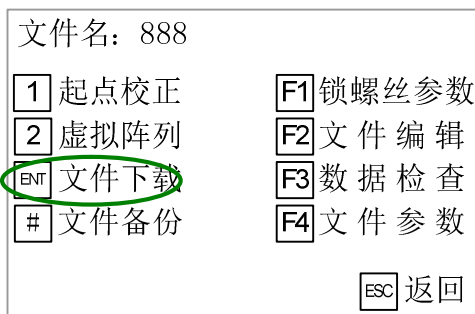 文件名：888
1 起点校正 F1 锁螺丝参数
2 虚拟阵列 F2 文件编辑
ENT 文件下载 F3 数据检查
# 文件备份 F4 文件参数
ESC 返回